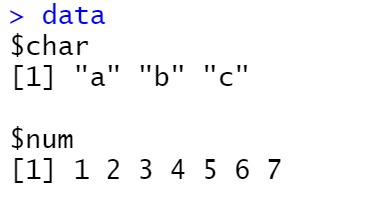 > data
$char
[1] "a" "b" "c"
$num
[1] 1 2 3 4 5 6 7